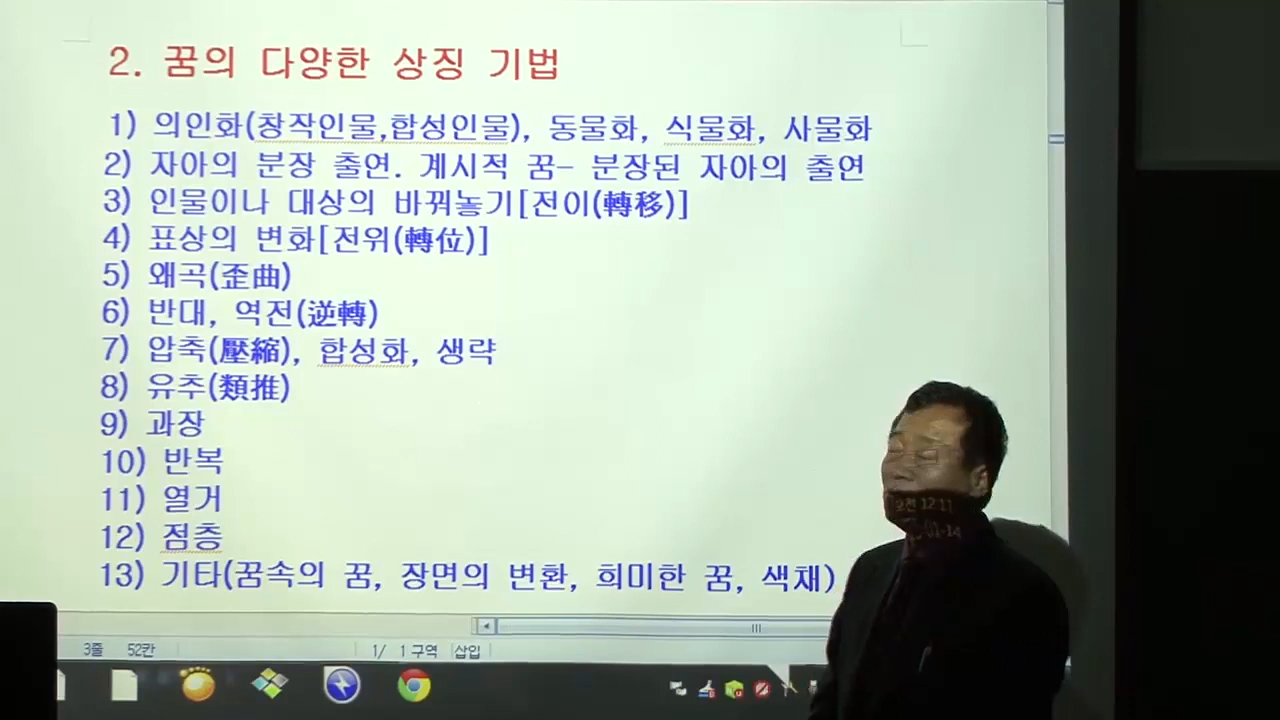 2. 꿈의 다양한 상징 기법
1) 의인화(창작인물,합성인물), 동물화, 식물화, 사물화
2) 자아의 분장 출연. 계시적 꿈- 분장된 자아의 출연
3) 인물이나 대상의 바꿔놓기[전이(轉移)]
4) 표상의 변화[전위(轉位)]
5) 왜곡(歪曲)
6) 반대, 역전(逆轉)
7) 압축(壓縮), 합성화, 생략
8) 유추(類推)
9) 과장
10) 반복
11) 열거
12) 점층
13) 기타(꿈속의 꿈, 장면의 변환, 희미한 꿈, 색채)
3줄 52칸 1/ 1 구역 삽입
오전 12:11
-01-14